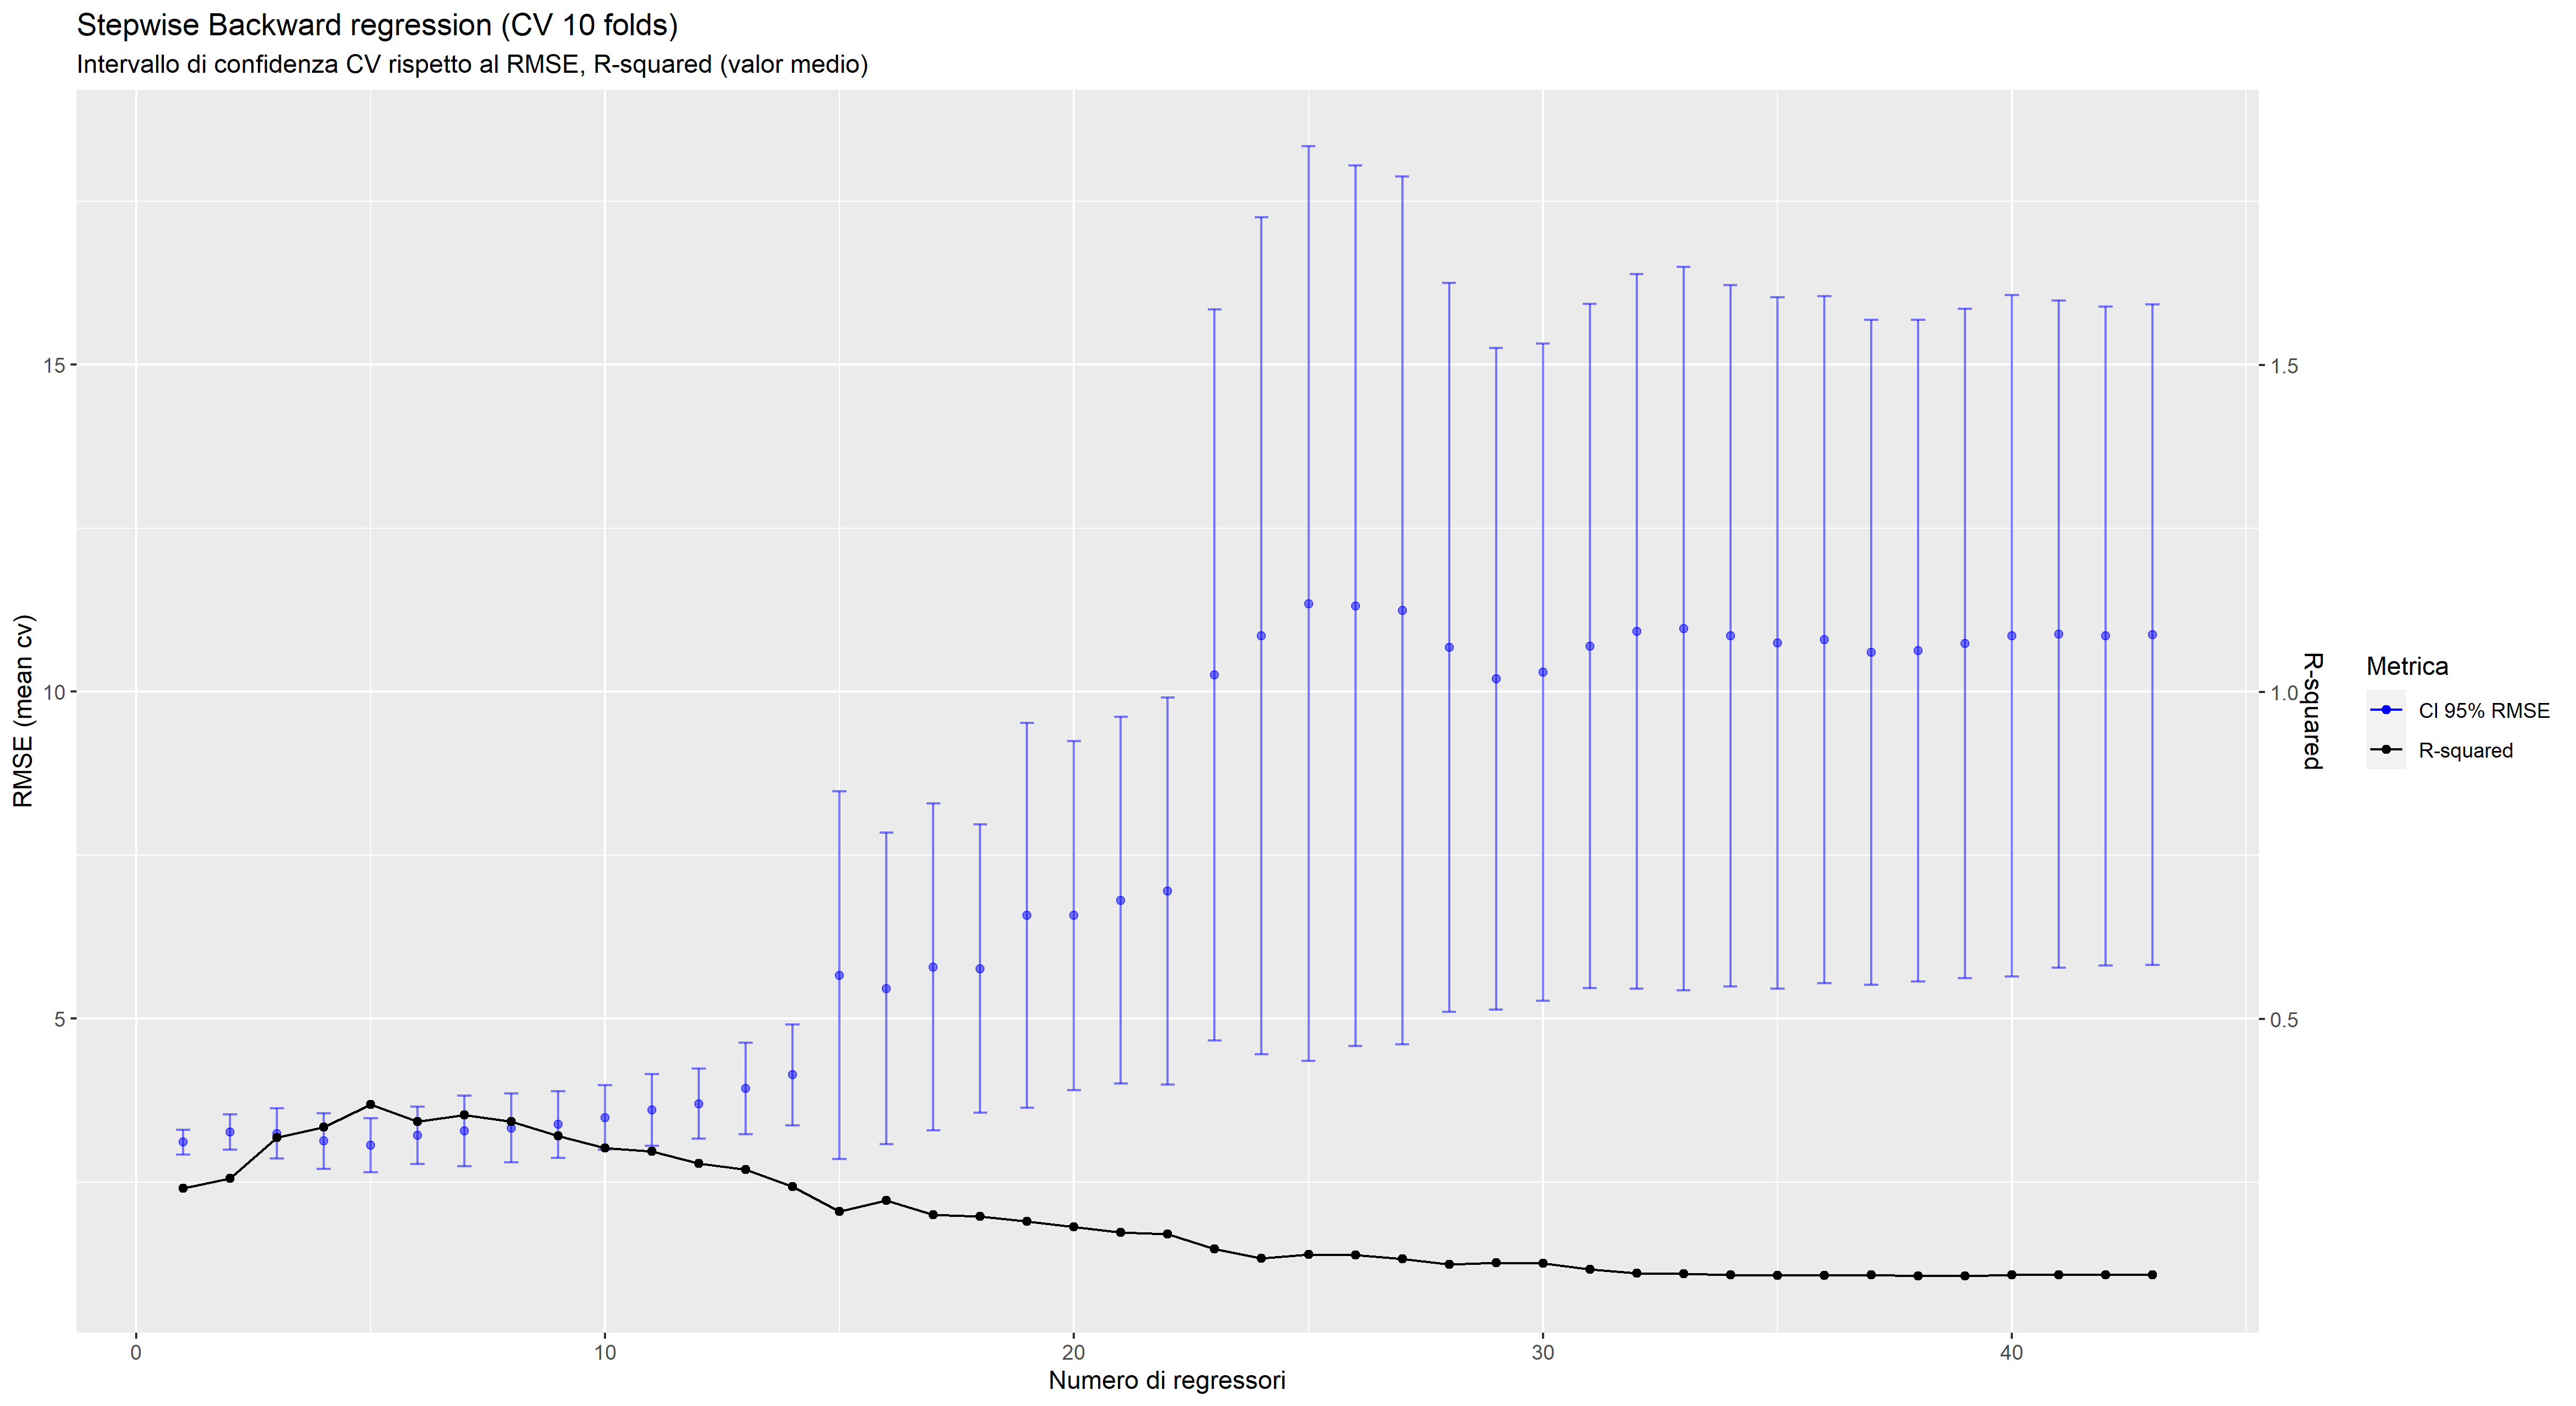 Stepwise Backward regression (CV 10 folds)
Intervallo di confidenza CV rispetto al RMSE, R-squared (valor medio)
RMSE (mean cv)
15
10
5
0
10
20
30
40
Numero di regressori
1.5
1.0
0.5
R-squared
Metrica
CI 95% RMSE
R-squared